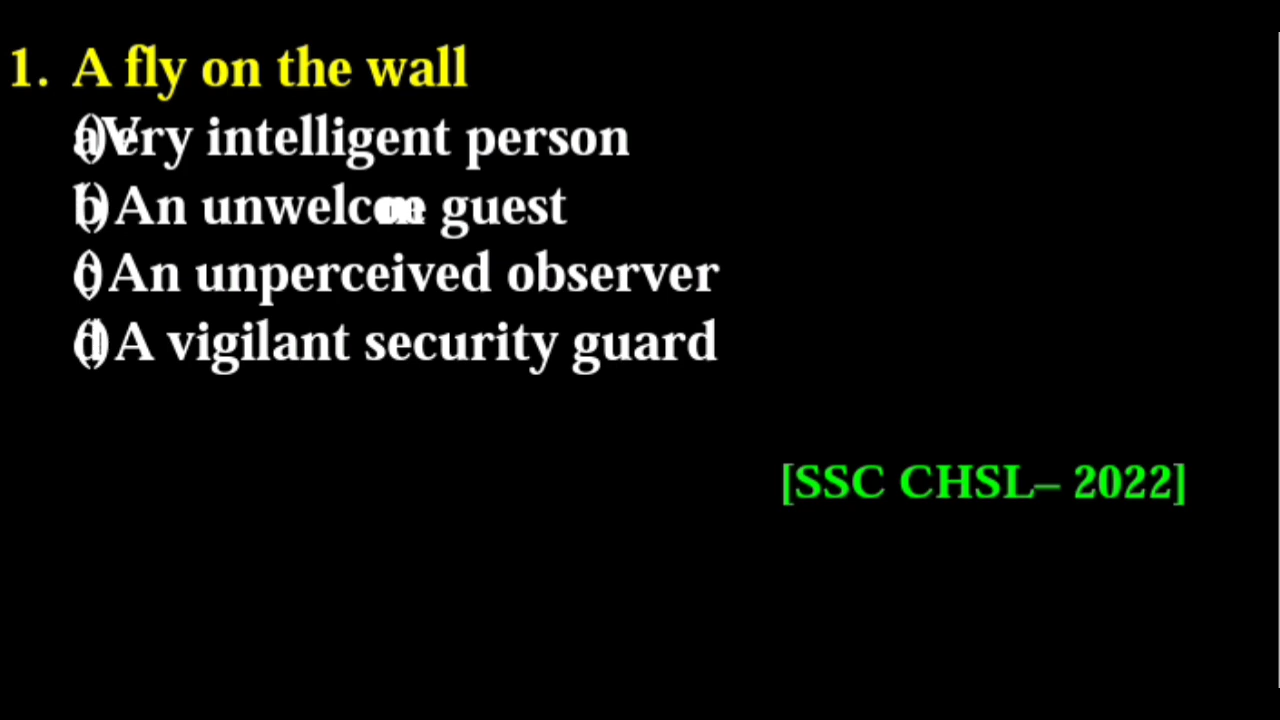 1. A fly on the wall
(a) Very intelligent person
(b) An unwelcome guest
(c) An unperceived observer
(d) A vigilant security guard
[SSC CHSL– 2022]